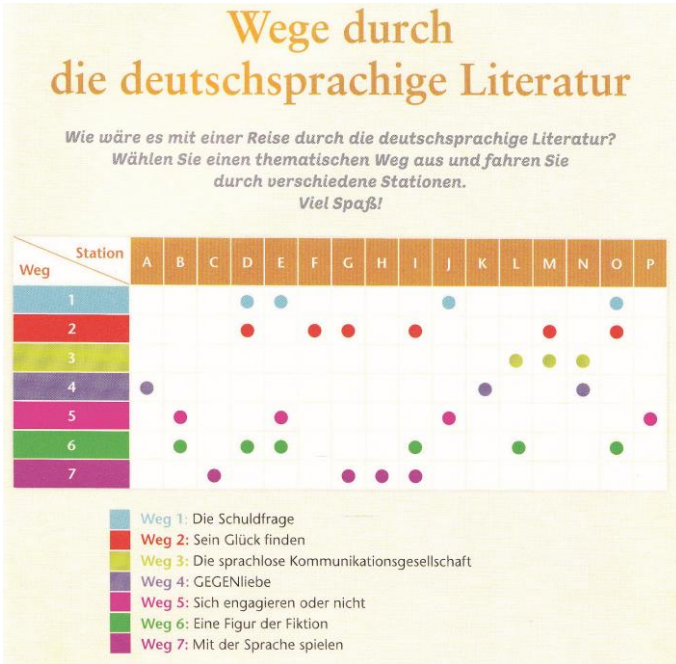 Wege durch
die deutschsprachige Literatur
Wie wäre es mit einer Reise durch die deutschsprachige Literatur?
Wählen Sie einen thematischen Weg aus und fahren Sie
durch verschiedene Stationen.
Viel Spaß!
Station
Weg
A B C D E F G H I J K L M N O P
1
2
3
4
5
6
7
Weg 1: Die Schuldfrage
Weg 2: Sein Glück finden
Weg 3: Die sprachlose Kommunikationsgesellschaft
Weg 4: GEGENliebe
Weg 5: Sich engagieren oder nicht
Weg 6: Eine Figur der Fiktion
Weg 7: Mit der Sprache spielen